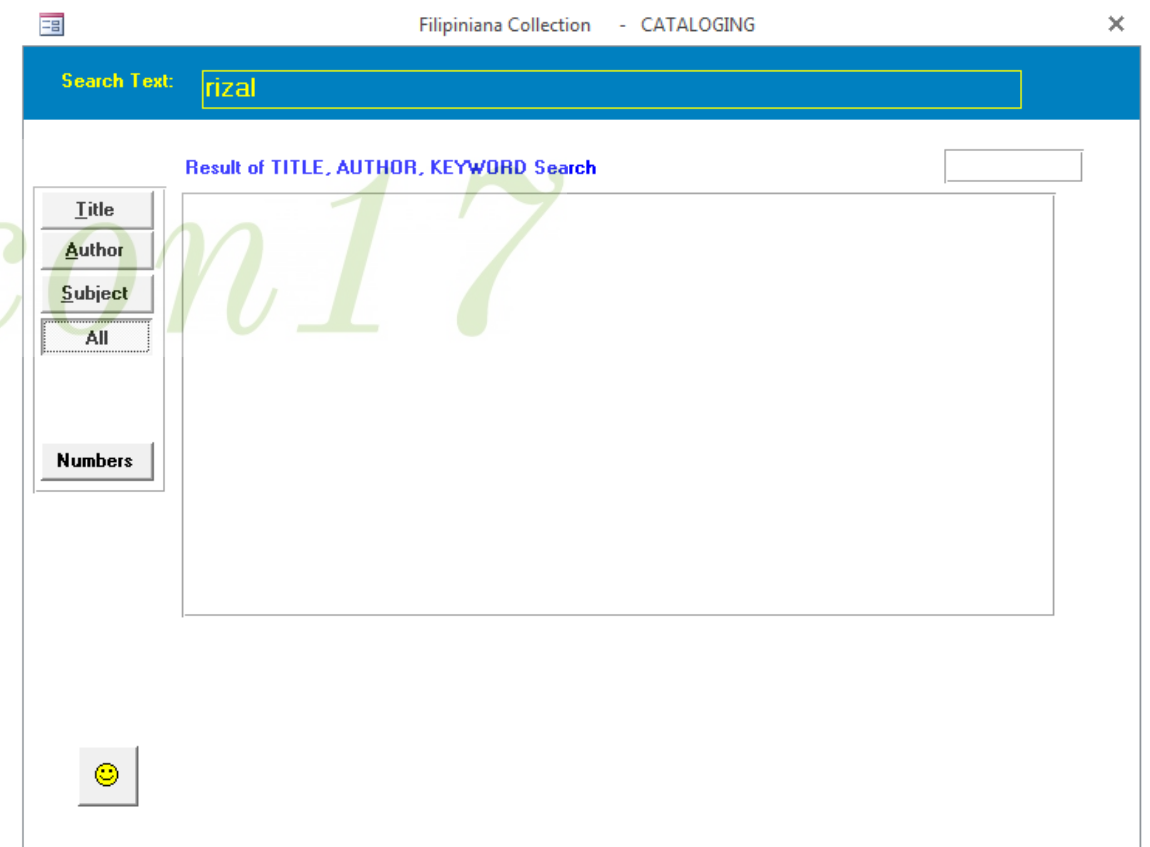 Filipiniana Collection - CATALOGING
Search Text: rizal
Result of TITLE, AUTHOR, KEYWORD Search
Title
Author
Subject
All
Numbers
con17